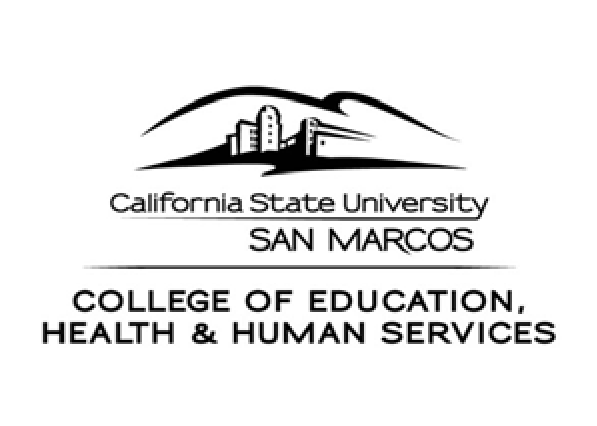 California State University
SAN MARCOS
COLLEGE OF EDUCATION,
HEALTH & HUMAN SERVICES